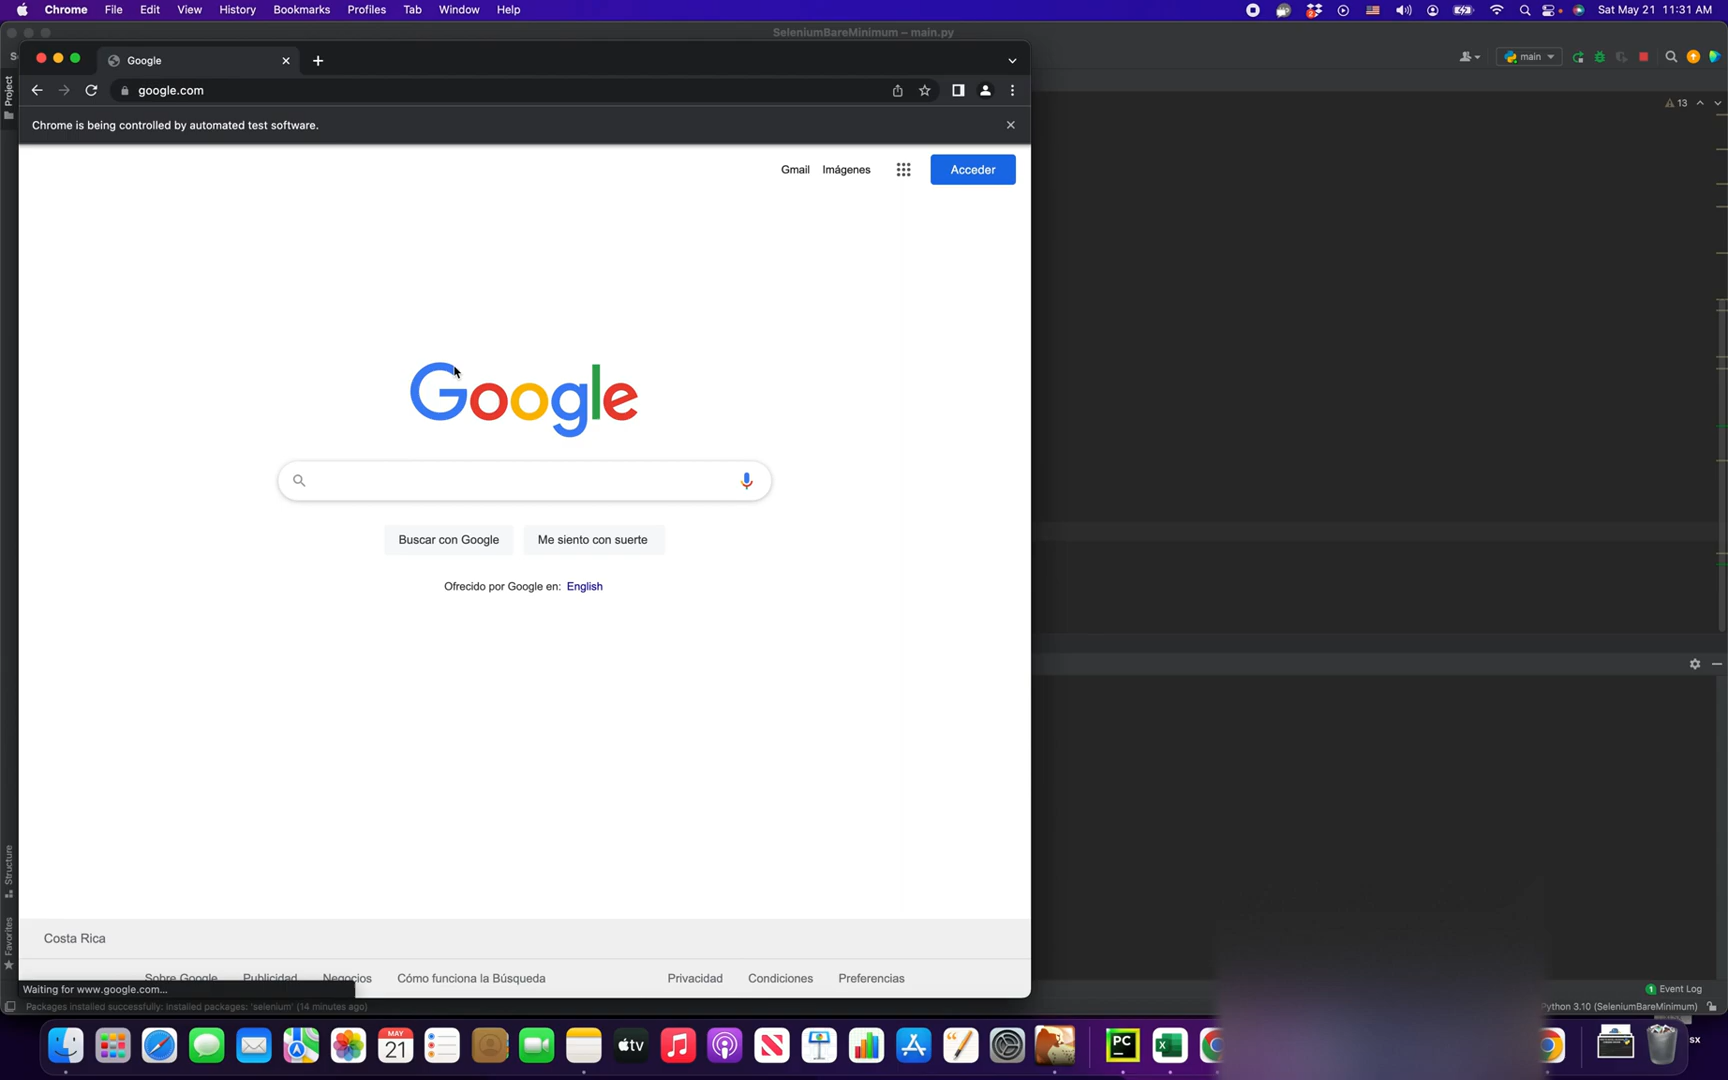 Chrome File Edit View History Bookmarks Profiles Tab Window Help
Sat May 21 11:31 AM
SeleniumBareMinimum – main.py
Google
main
Project
google.com
13
Chrome is being controlled by automated test software.
Gmail Imágenes Acceder
Google
Buscar con Google Me siento con suerte
Ofrecido por Google en: English
Structure
Favorites
Costa Rica
Sobre Google Publicidad Negocios Cómo funciona la Búsqueda Privacidad Condiciones Preferencias
Waiting for www.google.com...
1 Event Log
Packages installed successfully: Installed packages: 'selenium' (14 minutes ago)
Python 3.10 (SeleniumBareMinimum)
MAY
21
tv
PC